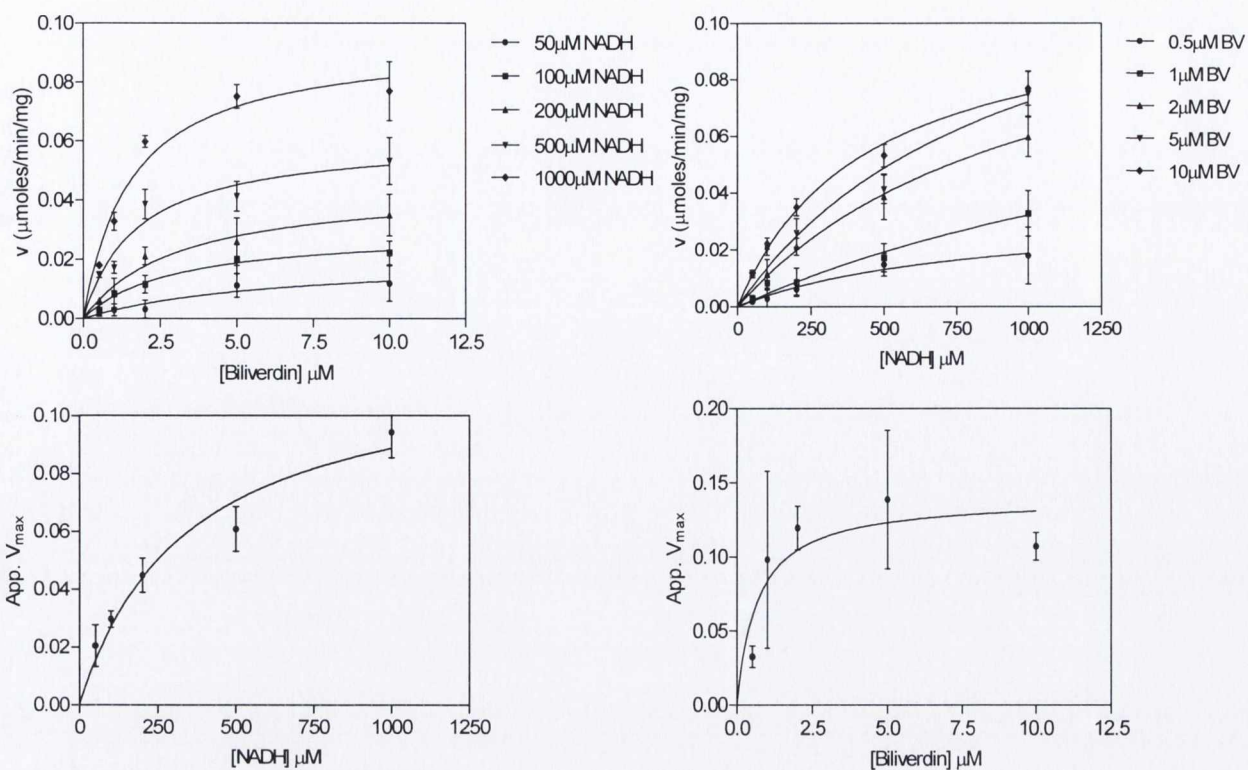 v (µmoles/min/mg)
0.10
0.08
0.06
0.04
0.02
0.00
0.0 2.5 5.0 7.5 10.0 12.5
[Biliverdin] µM
50µM NADH
100µM NADH
200µM NADH
500µM NADH
1000µM NADH
v (µmoles/min/mg)
0.10
0.08
0.06
0.04
0.02
0.00
0 250 500 750 1000 1250
[NADH] µM
0.5µM BV
1µM BV
2µM BV
5µM BV
10µM BV
App. Vmax
0.10
0.08
0.06
0.04
0.02
0.00
0 250 500 750 1000 1250
[NADH] µM
App. Vmax
0.20
0.15
0.10
0.05
0.00
0.0 2.5 5.0 7.5 10.0 12.5
[Biliverdin] µM